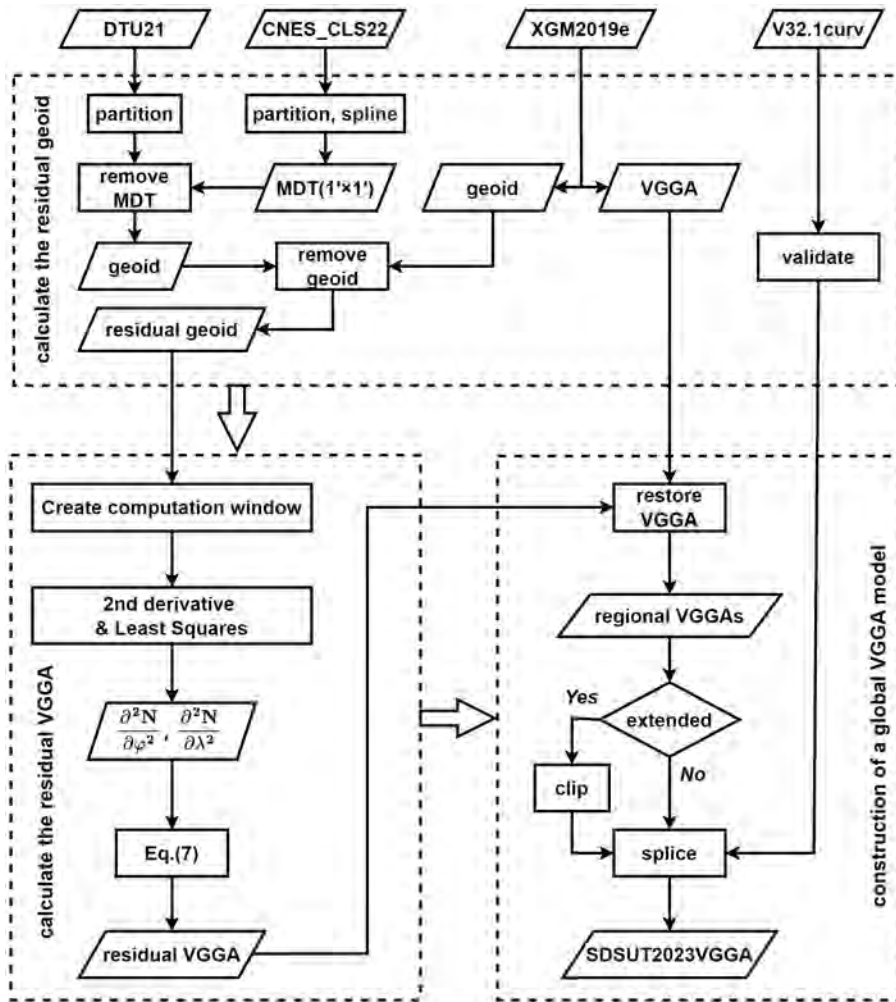 DTU21
CNES_CLS22
XGM2019e
V32.1curv
calculate the residual geoid
partition
partition, spline
remove
MDT
MDT(1'×1')
geoid
VGGA
geoid
remove
geoid
validate
residual geoid
calculate the residual VGGA
Create computation window
2nd derivative
& Least Squares
∂²N/∂φ², ∂²N/∂λ²
Eq.(7)
residual VGGA
construction of a global VGGA model
restore
VGGA
regional VGGAs
Yes
extended
No
clip
splice
SDSUT2023VGGA